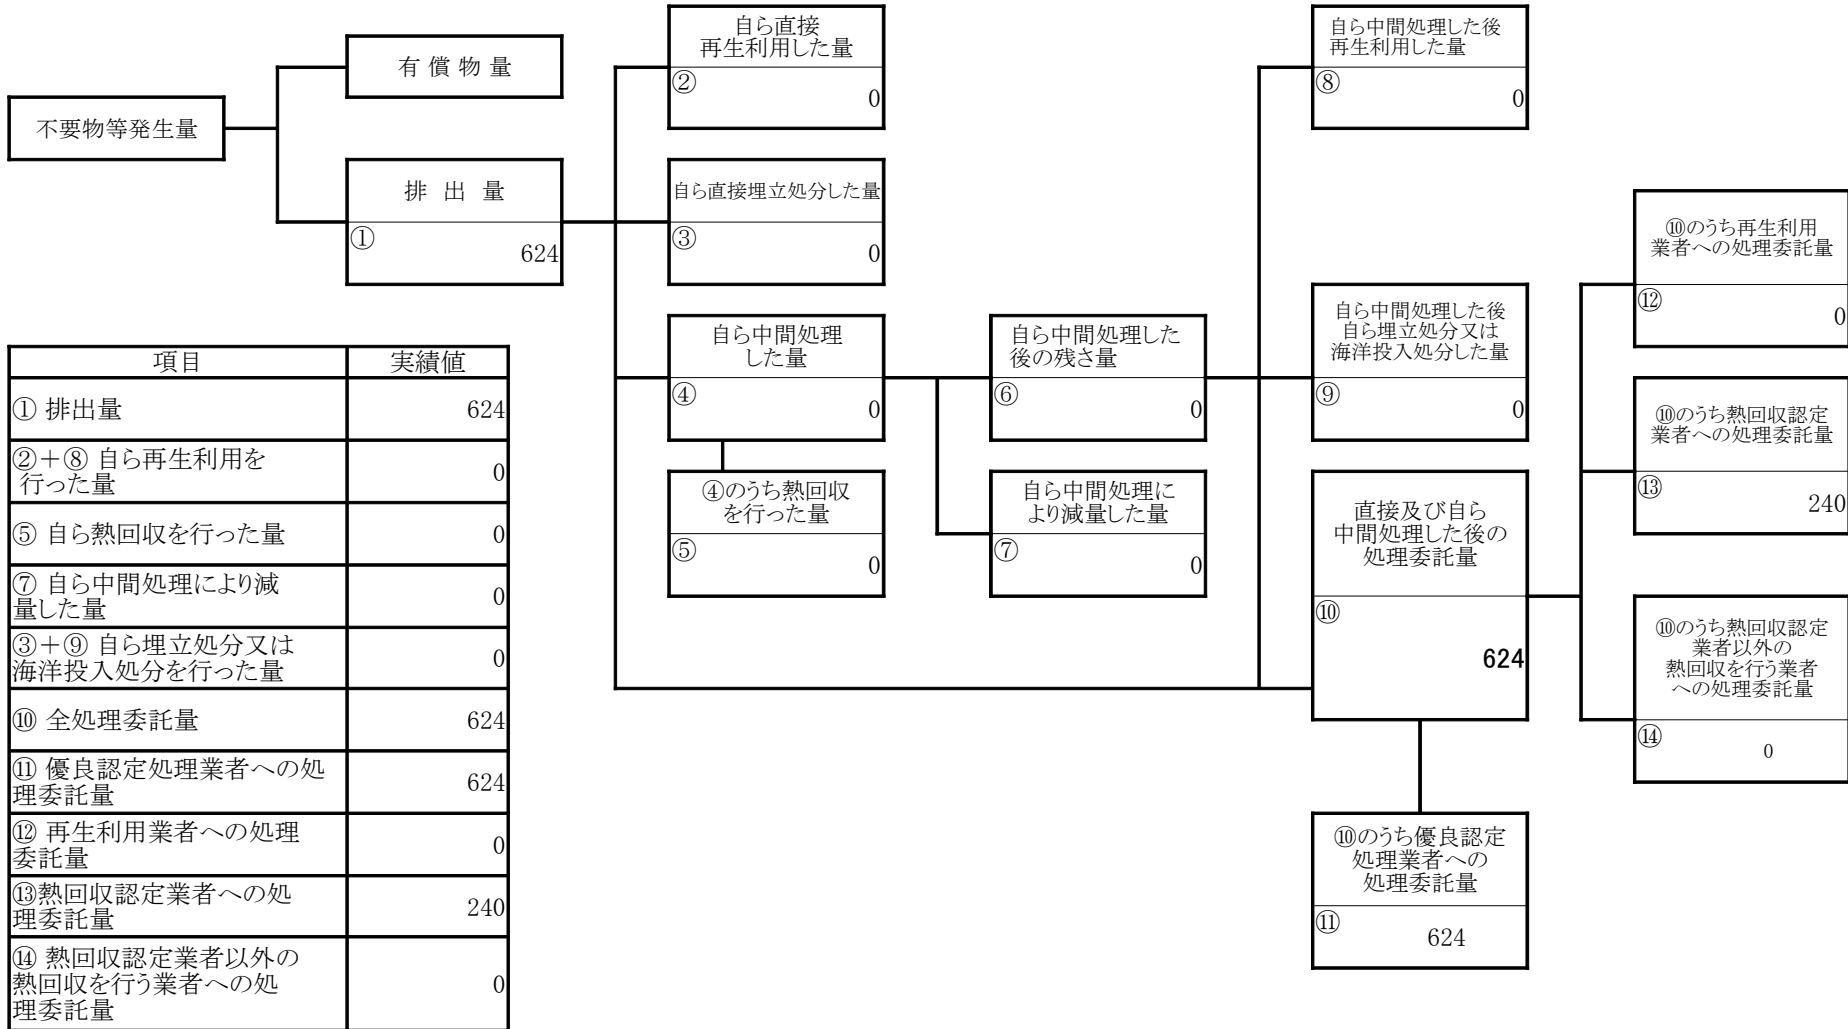 不要物等発生量
有 償 物 量
排 出 量
①
624
自ら直接
再生利用した量
②
0
自ら直接埋立処分した量
③
0
自ら中間処理
した量
④
0
④のうち熱回収
を行った量
⑤
0
自ら中間処理した
後の残さ量
⑥
0
自ら中間処理に
より減量した量
⑦
0
自ら中間処理した後
再生利用した量
⑧
0
自ら中間処理した後
自ら埋立処分又は
海洋投入処分した量
⑨
0
直接及び自ら
中間処理した後の
処理委託量
⑩
624
⑩のうち優良認定
処理業者への
処理委託量
⑪
624
⑩のうち再生利用
業者への処理委託量
⑫
0
⑩のうち熱回収認定
業者への処理委託量
⑬
240
⑩のうち熱回収認定
業者以外の
熱回収を行う業者
への処理委託量
⑭
0
項目 実績値
① 排出量 624
②+⑧ 自ら再生利用を
行った量 0
⑤ 自ら熱回収を行った量 0
⑦ 自ら中間処理により減
量した量 0
③+⑨ 自ら埋立処分又は
海洋投入処分を行った量 0
⑩ 全処理委託量 624
⑪ 優良認定処理業者への処
理委託量 624
⑫ 再生利用業者への処理
委託量 0
⑬熱回収認定業者への処
理委託量 240
⑭ 熱回収認定業者以外の
熱回収を行う業者への処
理委託量 0